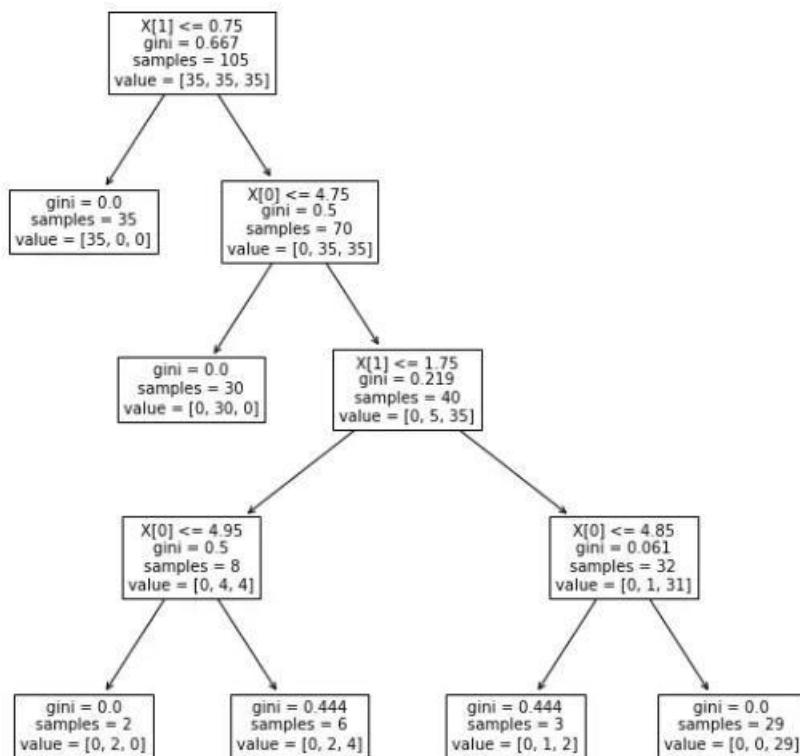 X[1] <= 0.75
gini = 0.667
samples = 105
value = [35, 35, 35]
gini = 0.0
samples = 35
value = [35, 0, 0]
X[0] <= 4.75
gini = 0.5
samples = 70
value = [0, 35, 35]
gini = 0.0
samples = 30
value = [0, 30, 0]
X[1] <= 1.75
gini = 0.219
samples = 40
value = [0, 5, 35]
X[0] <= 4.95
gini = 0.5
samples = 8
value = [0, 4, 4]
X[0] <= 4.85
gini = 0.061
samples = 32
value = [0, 1, 31]
gini = 0.0
samples = 2
value = [0, 2, 0]
gini = 0.444
samples = 6
value = [0, 2, 4]
gini = 0.444
samples = 3
value = [0, 1, 2]
gini = 0.0
samples = 29
value = [0, 0, 29]